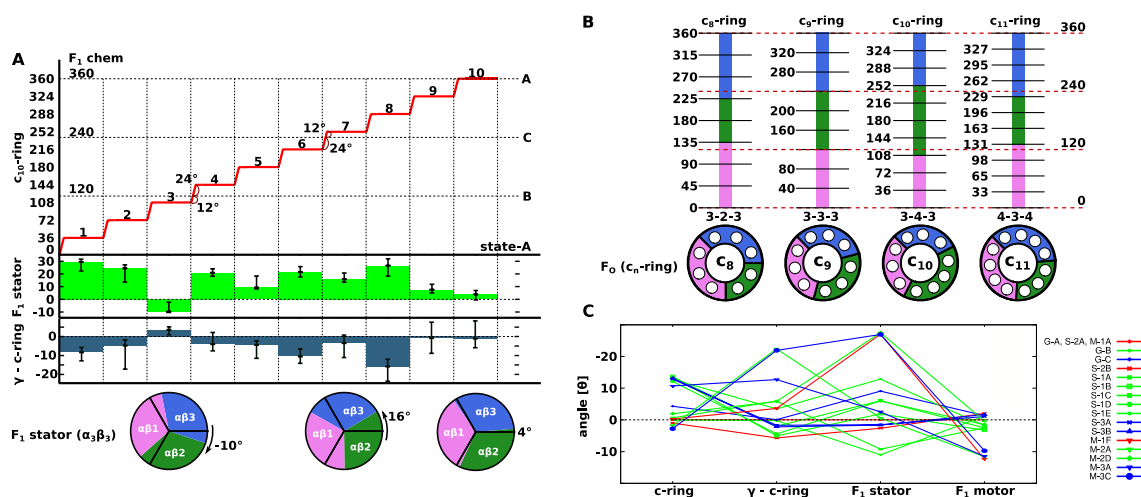 A
F₁ chem
360
324
288
252
216
180
144
108
72
36
0
c₁₀-ring
360
240
120
1
2
3
4
5
6
7
8
9
10
24°
12°
12°
24°
A
C
B
state-A
F₁ stator
30
20
10
0
-10
γ - c-ring
0
-10
-20
F₁ stator (α₃β₃)
αβ1
αβ3
αβ2
-10°
αβ1
αβ3
αβ2
16°
αβ1
αβ3
αβ2
4°
B
c₈-ring
c₉-ring
c₁₀-ring
c₁₁-ring
360
315
270
225
180
135
90
45
0
320
280
200
160
80
40
324
288
252
216
180
144
108
72
36
327
295
262
229
196
163
131
98
65
33
360
240
120
0
3-2-3
3-3-3
3-4-3
4-3-4
F₀ (cₙ-ring)
C₈
C₉
C₁₀
C₁₁
C
angle [θ]
-20
-10
0
-10
c-ring
γ - c-ring
F₁ stator
F₁ motor
G-A, S-2A, M-1A
G-B
G-C
S-2B
S-1A
S-1B
S-1C
S-1D
S-1E
S-3A
S-3B
M-1F
M-2A
M-2D
M-3A
M-3C